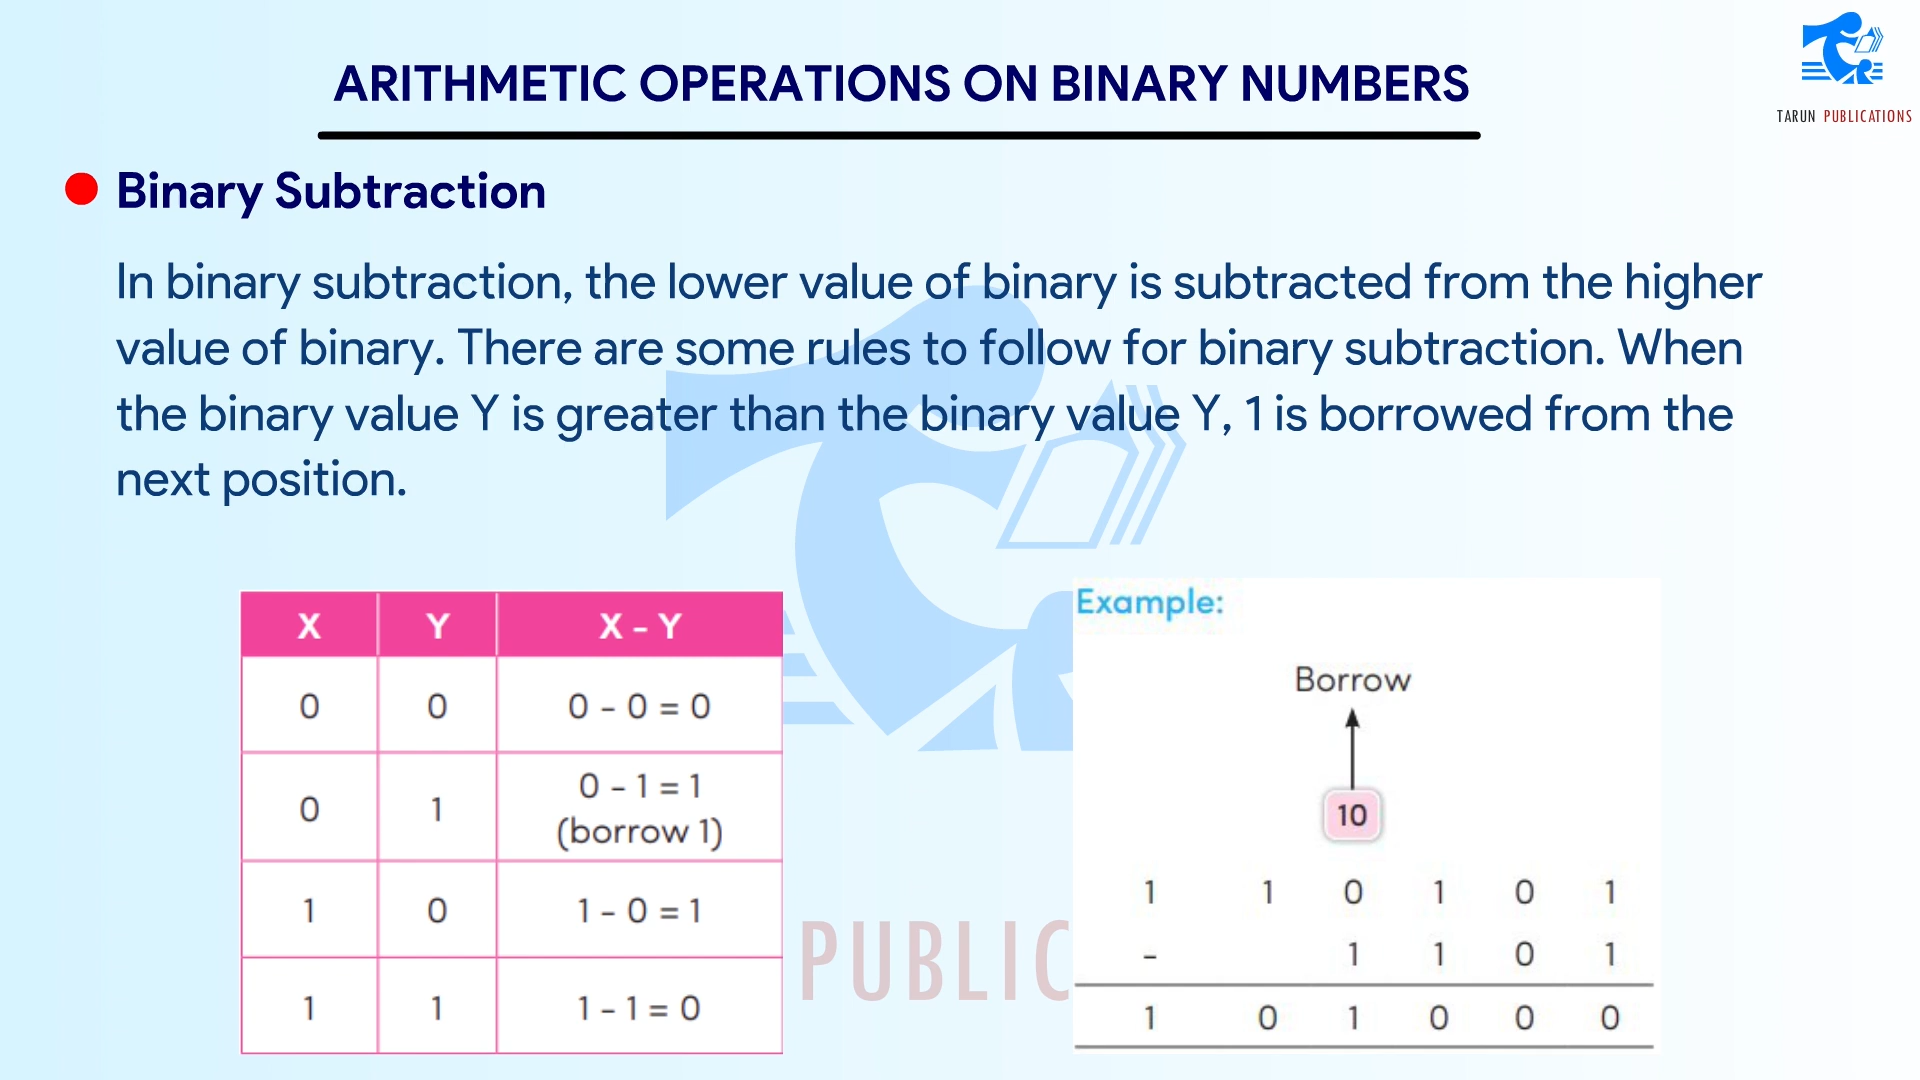 ARITHMETIC OPERATIONS ON BINARY NUMBERS
TARUN PUBLICATIONS
Binary Subtraction
In binary subtraction, the lower value of binary is subtracted from the higher
value of binary. There are some rules to follow for binary subtraction. When
the binary value Y is greater than the binary value Y, 1 is borrowed from the
next position.
X Y X - Y
0 0 0 - 0 = 0
0 1 0 - 1 = 1
(borrow 1)
1 0 1 - 0 = 1
1 1 1 - 1 = 0
PUBLIC
Example:
Borrow
10
1 1 0 1 0 1
- 1 1 0 1
1 0 1 0 0 0